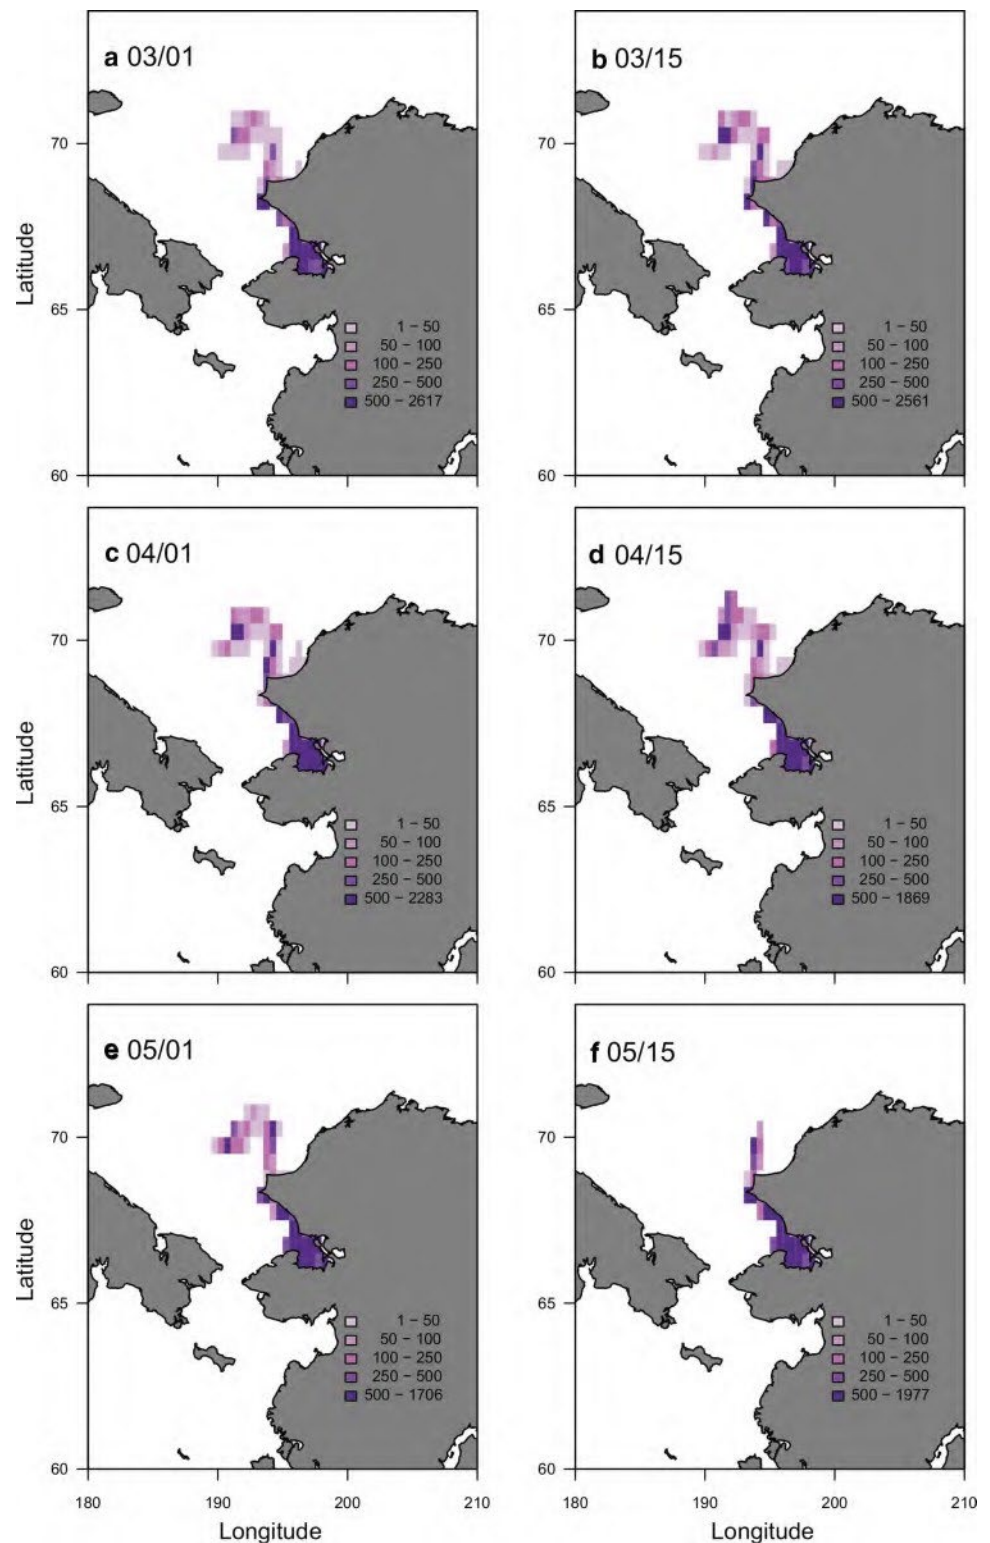 a 03/01
b 03/15
Latitude
70
65
60
1 – 50
50 – 100
100 – 250
250 – 500
500 – 2617
70
65
60
1 – 50
50 – 100
100 – 250
250 – 500
500 – 2561
c 04/01
d 04/15
Latitude
70
65
60
1 – 50
50 – 100
100 – 250
250 – 500
500 – 2283
70
65
60
1 – 50
50 – 100
100 – 250
250 – 500
500 – 1869
e 05/01
f 05/15
Latitude
70
65
60
1 – 50
50 – 100
100 – 250
250 – 500
500 – 1706
70
65
60
1 – 50
50 – 100
100 – 250
250 – 500
500 – 1977
180 190 200 210
180 190 200 210
Longitude
Longitude